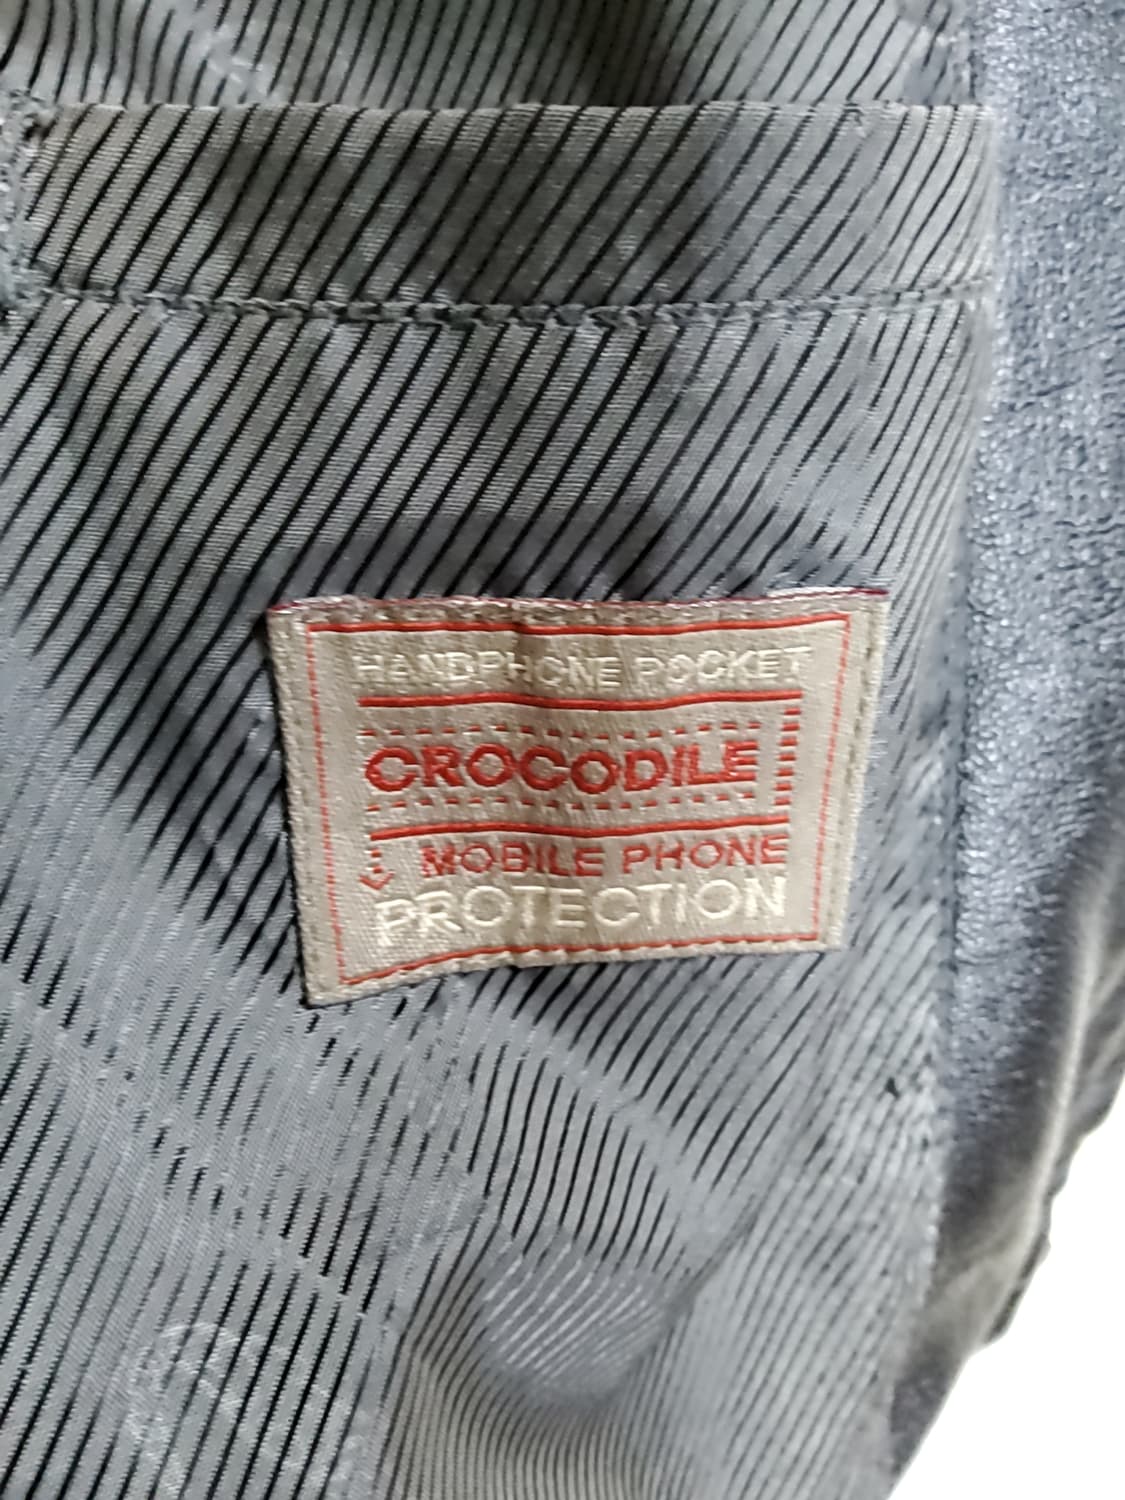 HANDPHONE POCKET
CROCODILE
MOBILE PHONE
PROTECTION